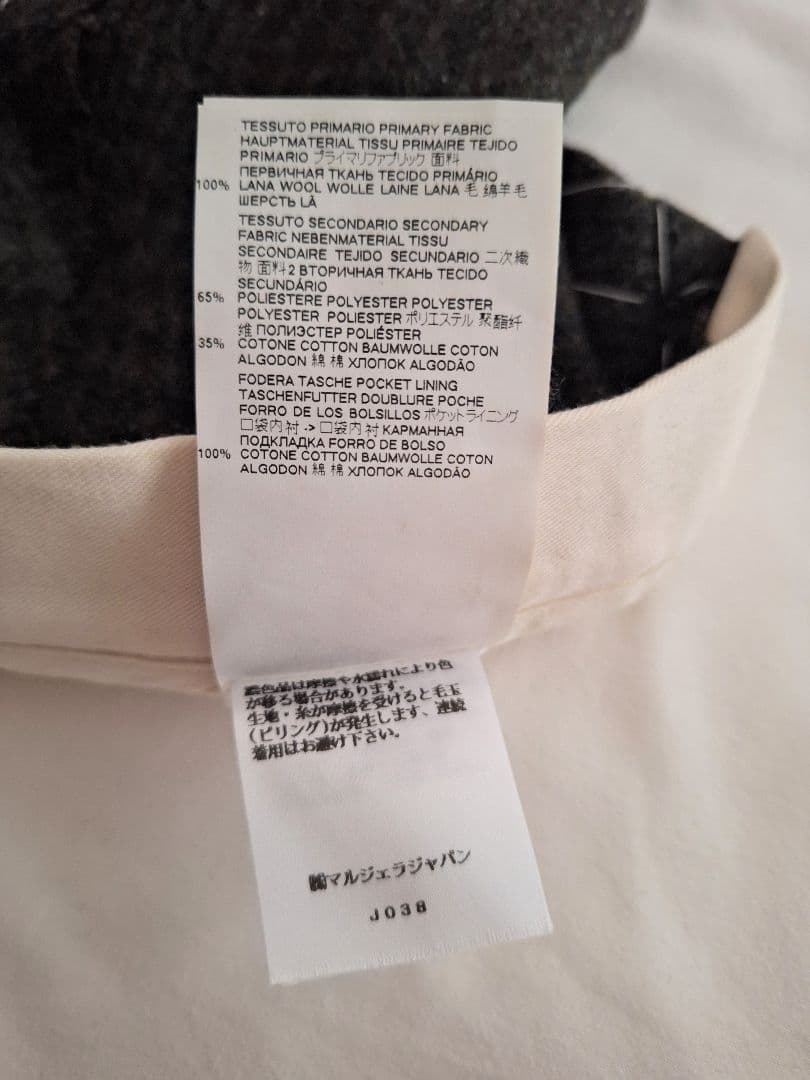 TESSUTO PRIMARIO PRIMARY FABRIC
HAUPTMATERIAL TISSU PRIMAIRE TEJIDO
PRIMARIO プライマリファブリック 面料
ПЕРВИЧНАЯ ТКАНЬ TECIDO PRIMÁRIO
100% LANA WOOL WOLLE LAINE LANA 毛 绵羊毛
ШЕРСТЬ LÃ
TESSUTO SECONDARIO SECONDARY
FABRIC NEBENMATERIAL TISSU
SECONDAIRE TEJIDO SECUNDARIO 二次織
物 面料2 ВТОРИЧНАЯ ТКАНЬ TECIDO
SECUNDÁRIO
65% POLIESTERE POLYESTER POLYESTER
POLYESTER POLIESTER ポリエステル 聚酯纤
维 ПОЛИЭСТЕР POLIÉSTER
35% COTONE COTTON BAUMWOLLE COTON
ALGODON 綿 棉 ХЛОПОК ALGODÃO
FODERA TASCHE POCKET LINING
TASCHENFUTTER DOUBLURE POCHE
FORRO DE LOS BOLSILLOS ポケットライニング
口袋内衬 -> 口袋内衬 КАРМАННАЯ
ПОДКЛАДКА FORRO DE BOLSO
100% COTONE COTTON BAUMWOLLE COTON
ALGODON 綿 棉 ХЛОПОК ALGODÃO
濃色品は摩擦や水濡れにより色
が移る場合があります。
生地・糸が摩擦を受けると毛玉
(ピリング)が発生します、連続
着用はお避け下さい。
㈱マルジェラジャパン
J038